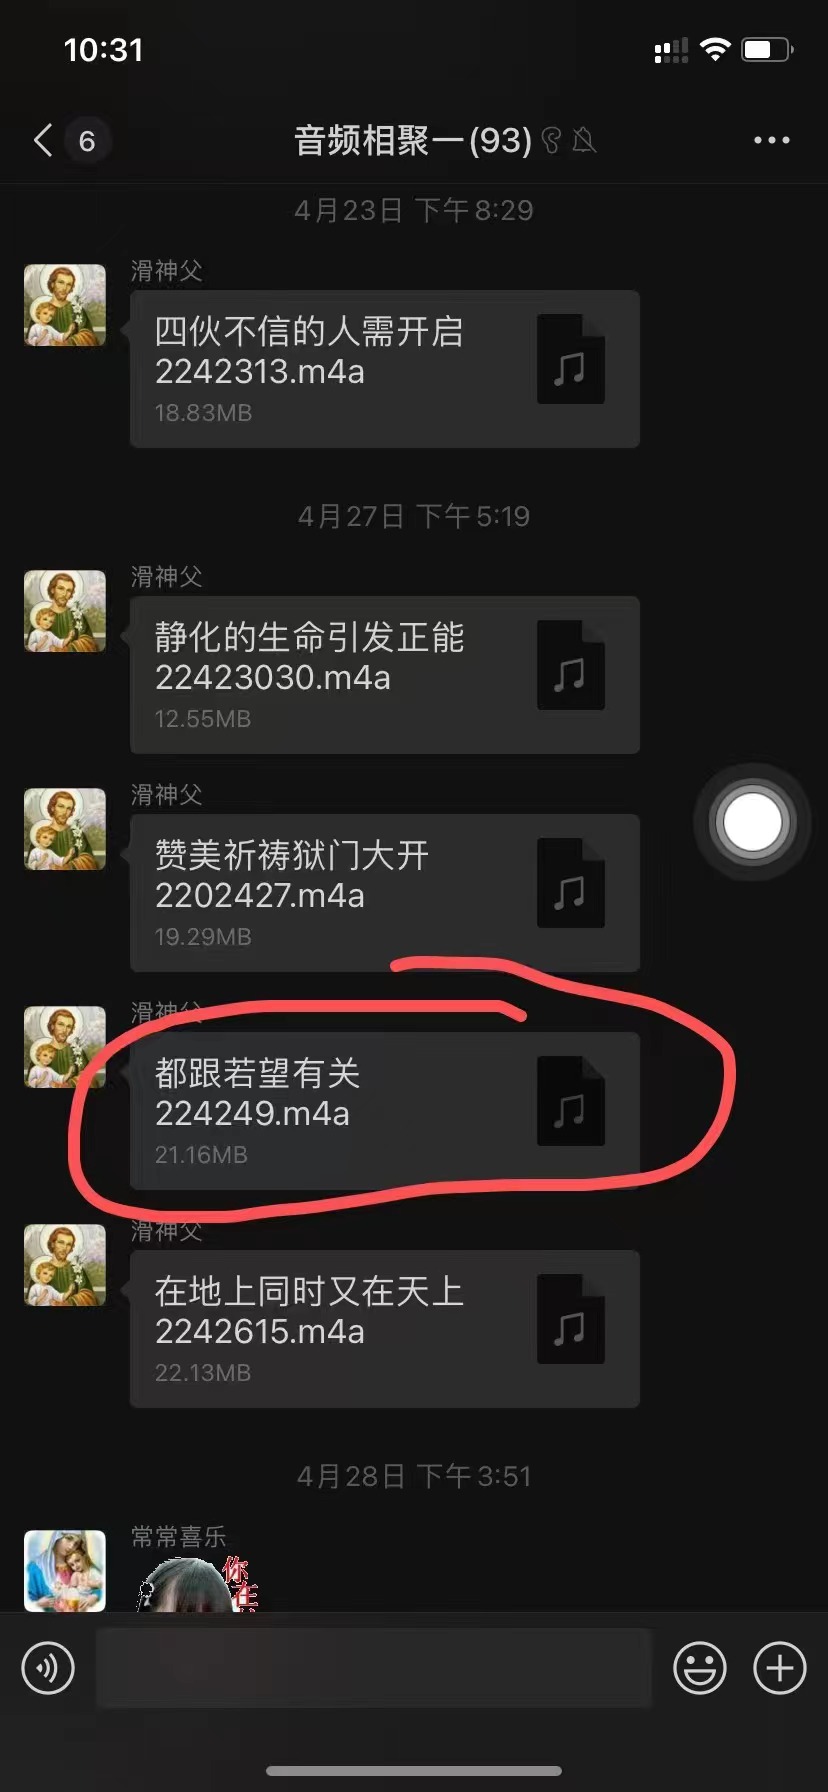 10:31
6
音频相聚一(93)
4月23日 下午8:29
滑神父
四伙不信的人需开启
2242313.m4a
18.83MB
4月27日 下午5:19
滑神父
静化的生命引发正能
22423030.m4a
12.55MB
滑神父
赞美祈祷狱门大开
2202427.m4a
19.29MB
滑神父
都跟若望有关
224249.m4a
21.16MB
滑神父
在地上同时又在天上
2242615.m4a
22.13MB
4月28日 下午3:51
常常喜乐
你
在